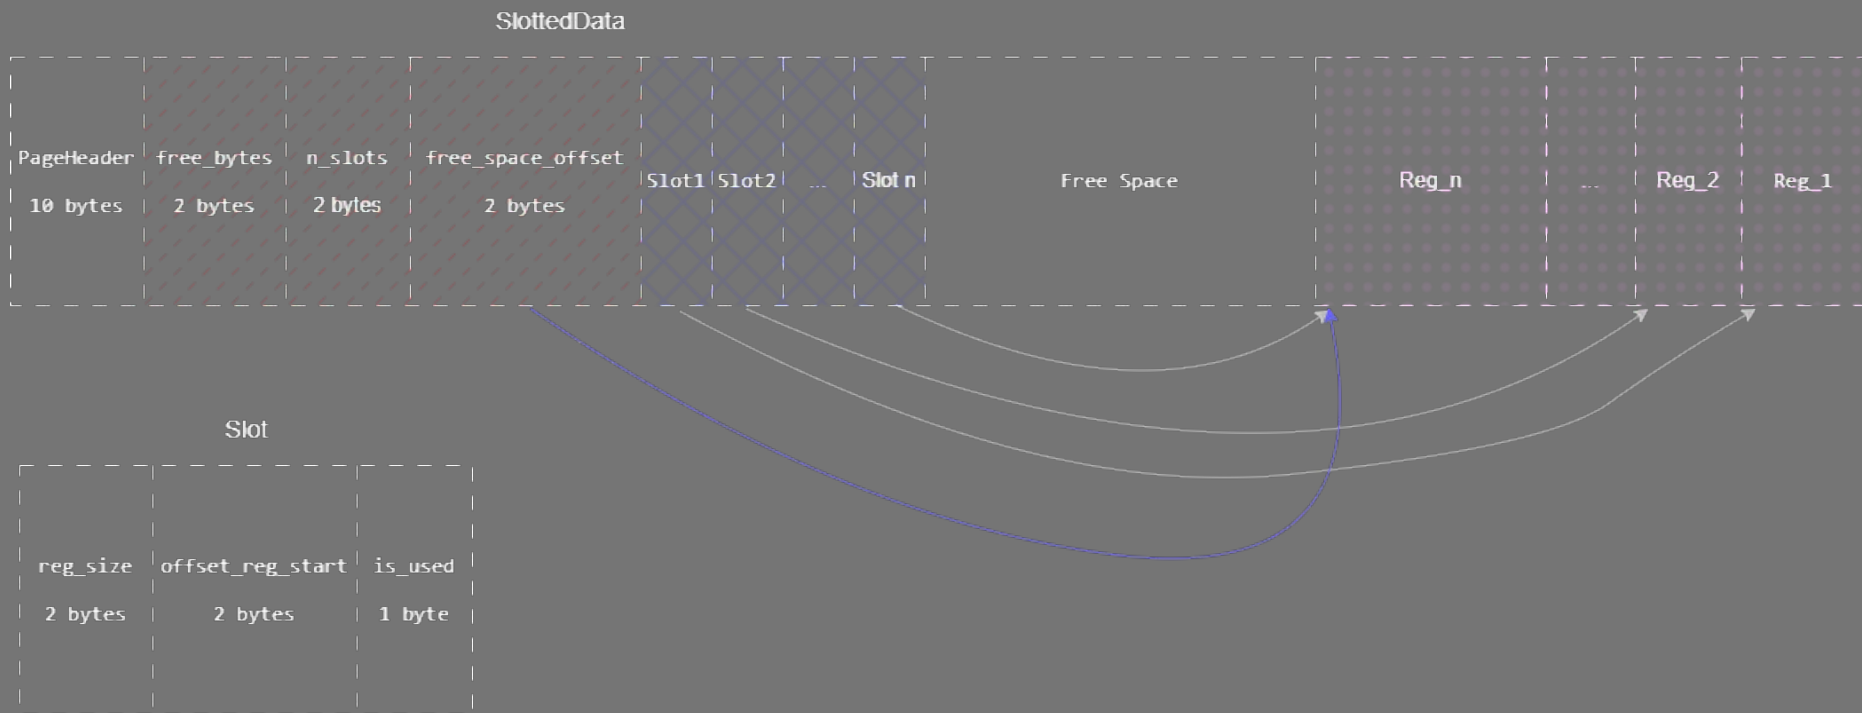 SlottedData
PageHeader
10 bytes
free_bytes
2 bytes
n_slots
2 bytes
free_space_offset
2 bytes
Slot1
Slot2
...
Slot n
Free Space
Reg_n
...
Reg_2
Reg_1
Slot
reg_size
2 bytes
offset_reg_start
2 bytes
is_used
1 byte